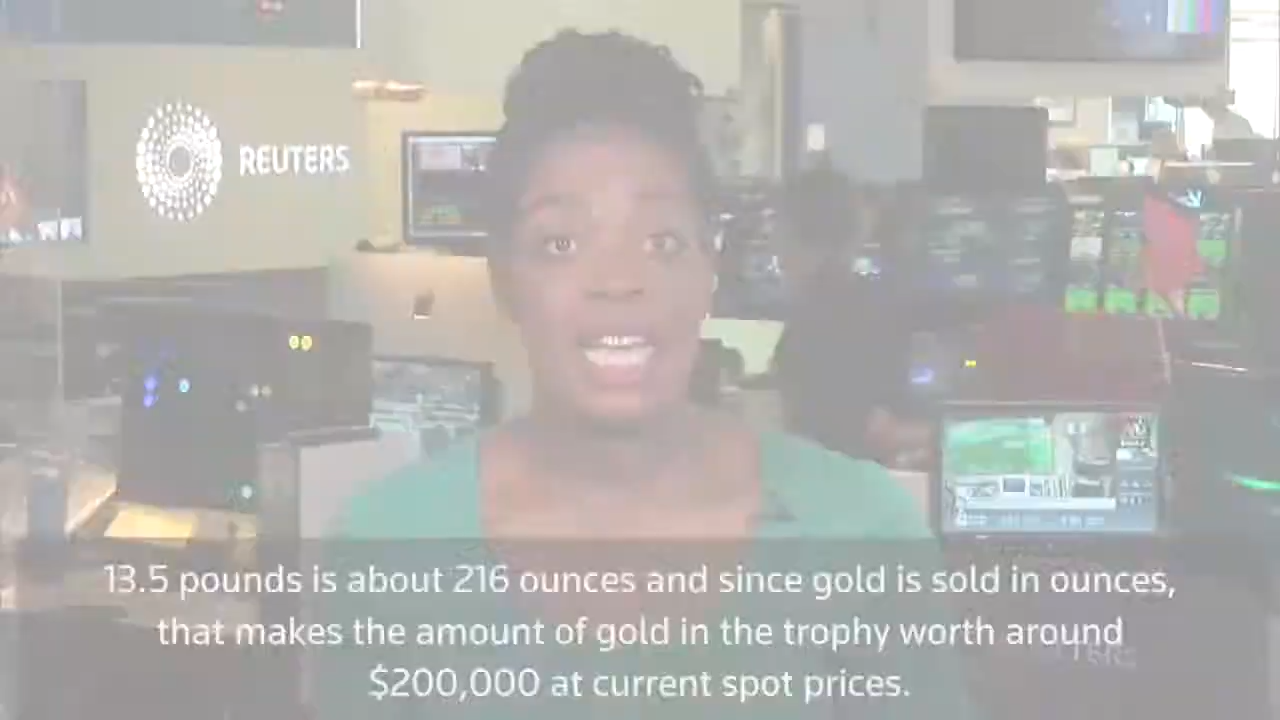 REUTERS
13.5 pounds is about 216 ounces and since gold is sold in ounces,
that makes the amount of gold in the trophy worth around
$200,000 at current spot prices.